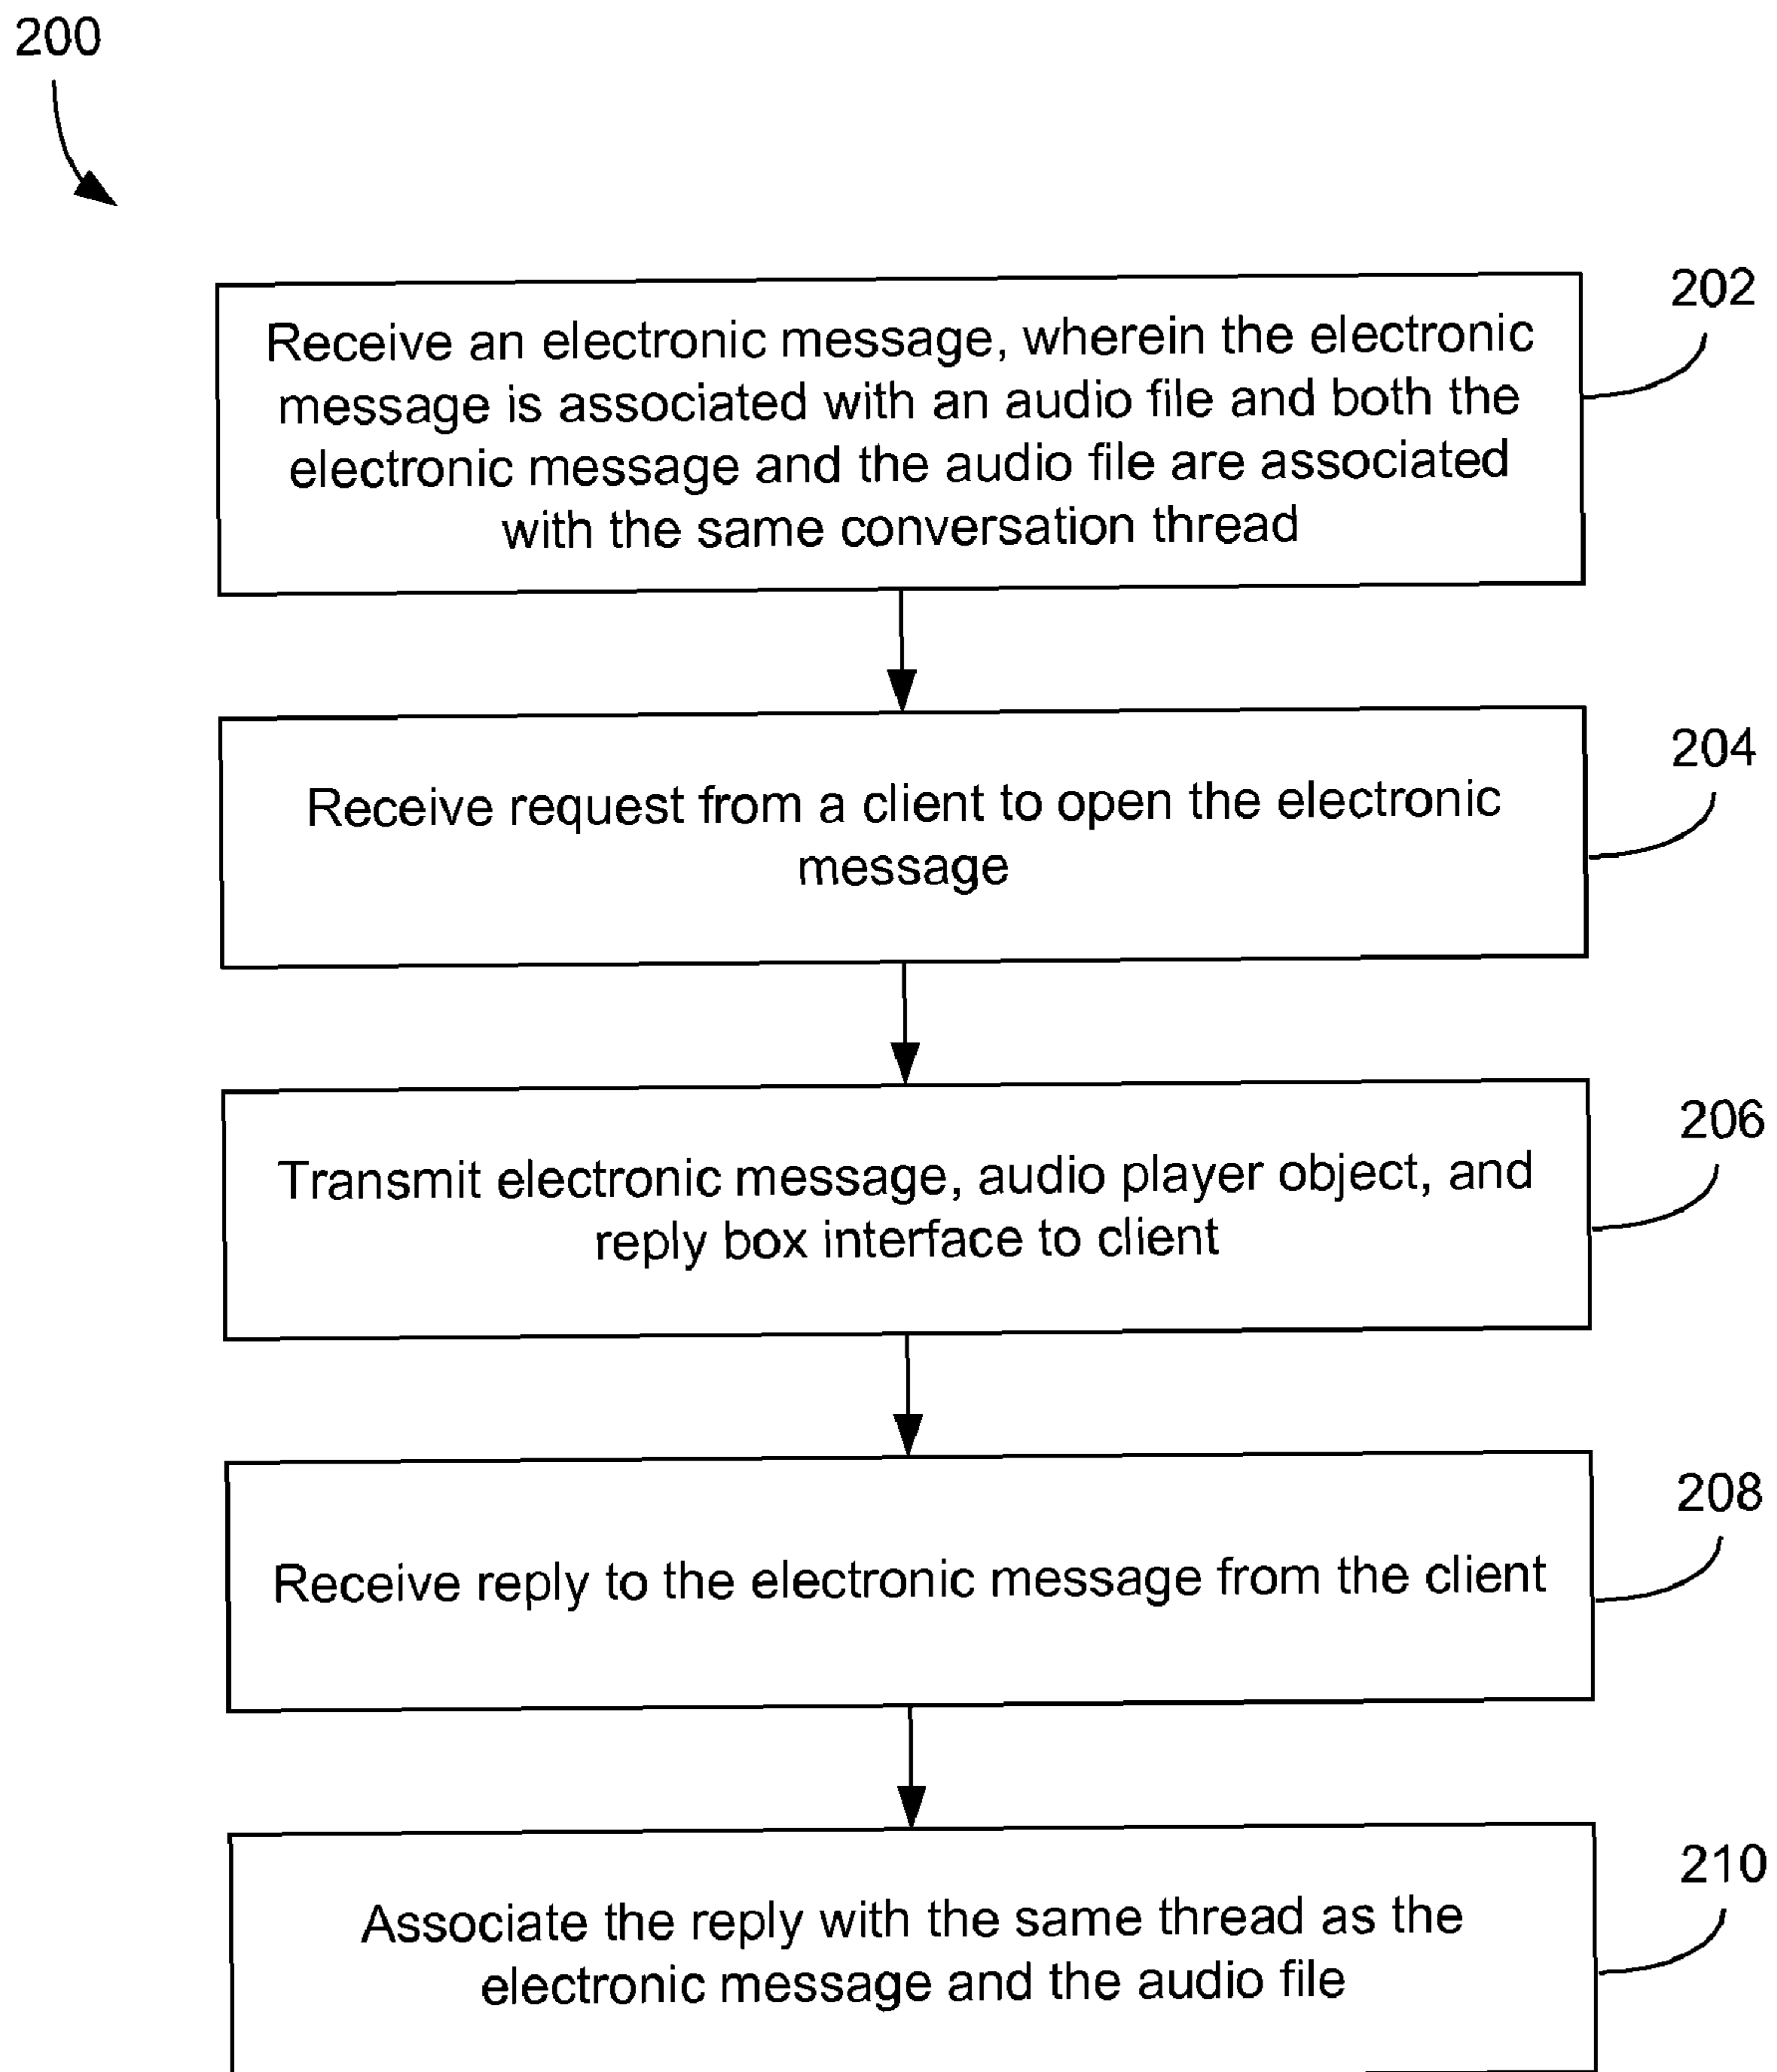 200
202
Receive an electronic message, wherein the electronic
message is associated with an audio file and both the
electronic message and the audio file are associated
with the same conversation thread
204
Receive request from a client to open the electronic
message
206
Transmit electronic message, audio player object, and
reply box interface to client
208
Receive reply to the electronic message from the client
210
Associate the reply with the same thread as the
electronic message and the audio file